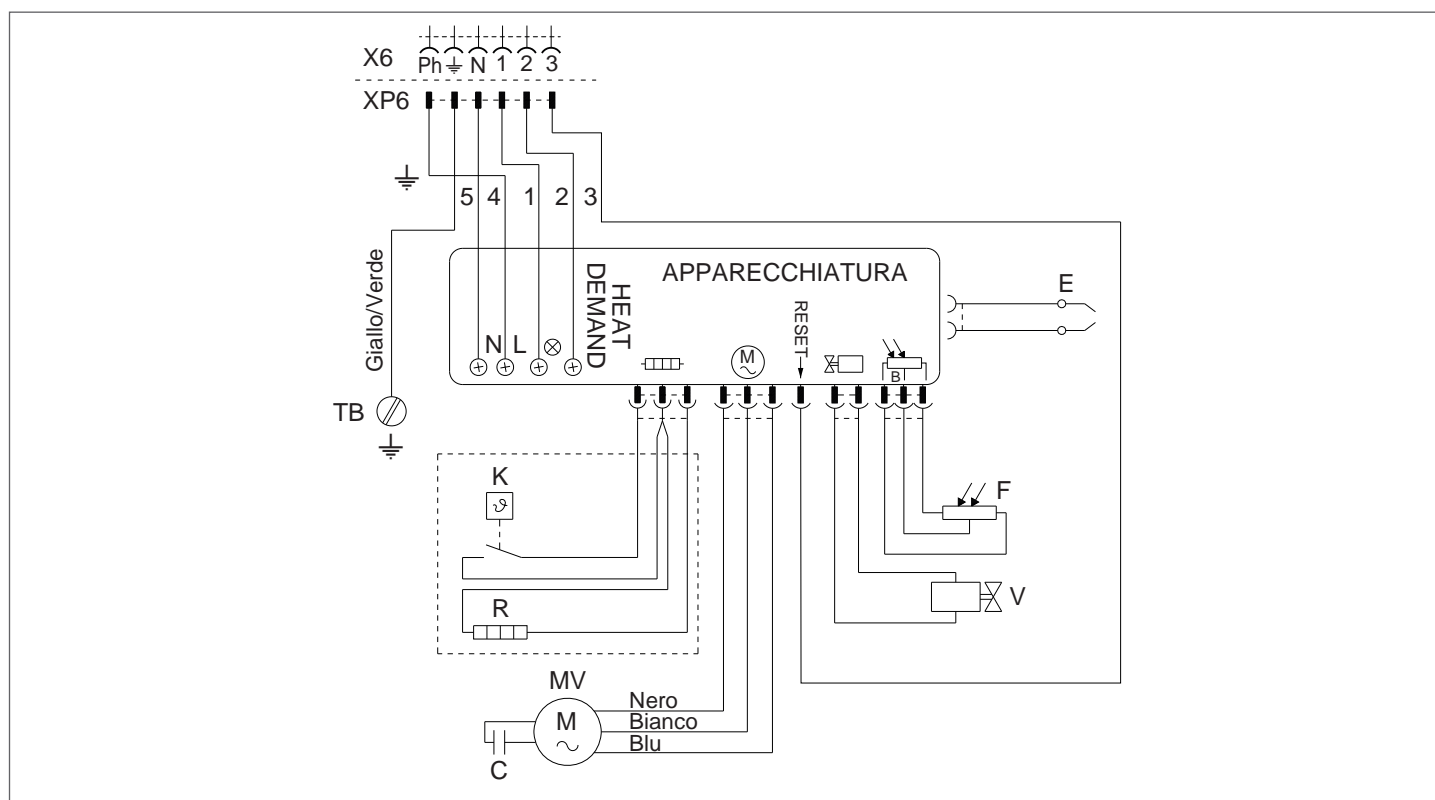 X6 Ph N 1 2 3
XP6
5 4 1 2 3
Giallo/Verde
HEAT
DEMAND
APPARECCHIATURA
N L
M
RESET
B
E
TB
K
F
V
R
MV
M
Nero
Bianco
Blu
C